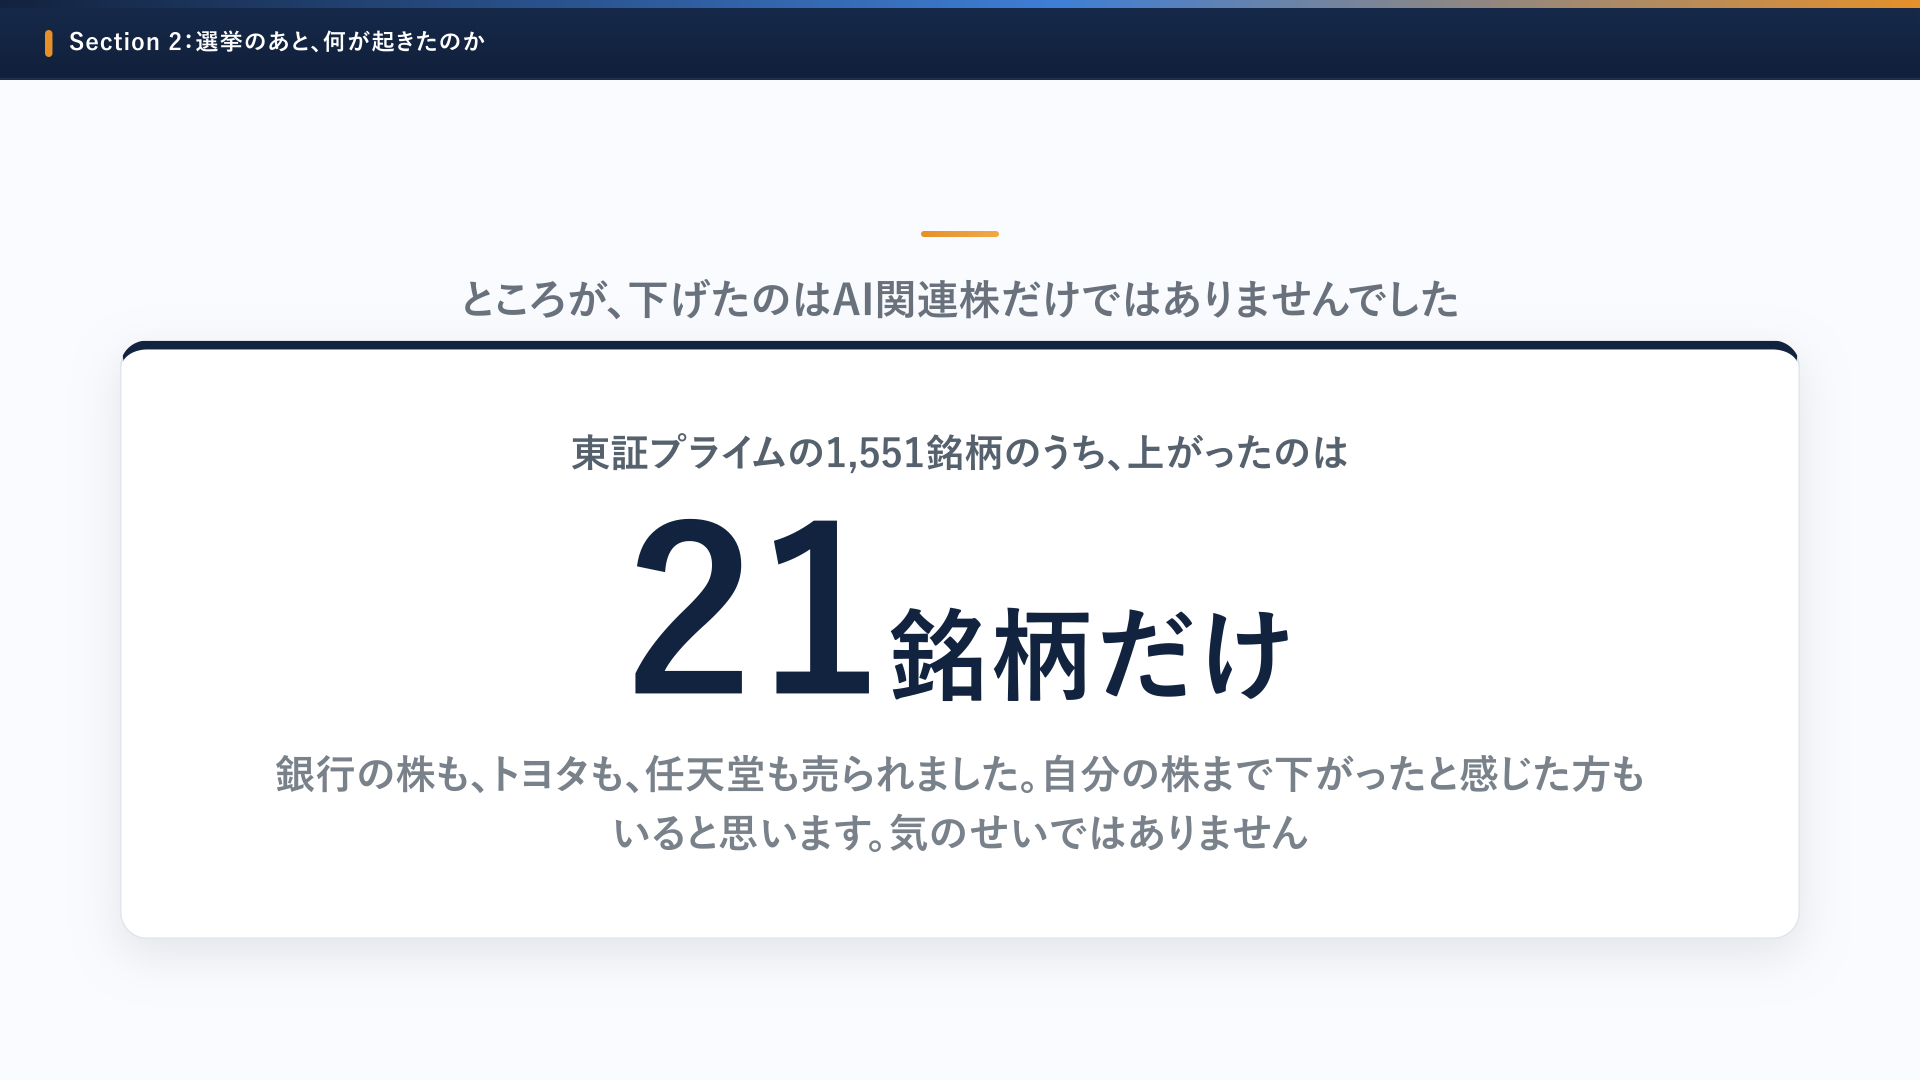 Section 2：選挙のあと、何が起きたのか
ところが、下げたのはAI関連株だけではありませんでした
東証プライムの1,551銘柄のうち、上がったのは
21銘柄だけ
銀行の株も、トヨタも、任天堂も売られました。自分の株まで下がったと感じた方も
いると思います。気のせいではありません